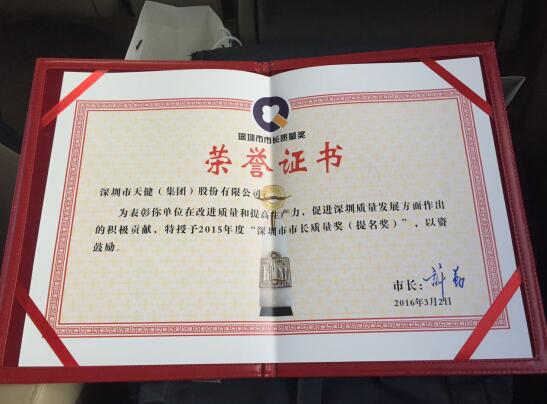 深圳市市长质量奖
荣誉证书
深圳市天健（集团）股份有限公司：
为表彰你单位在改进质量和提高生产力，促进深圳质量发展方面作出
的积极贡献，特授予2015年度“深圳市市长质量奖（提名奖）”，以资
鼓励。
市长：许勤
2016年3月2日